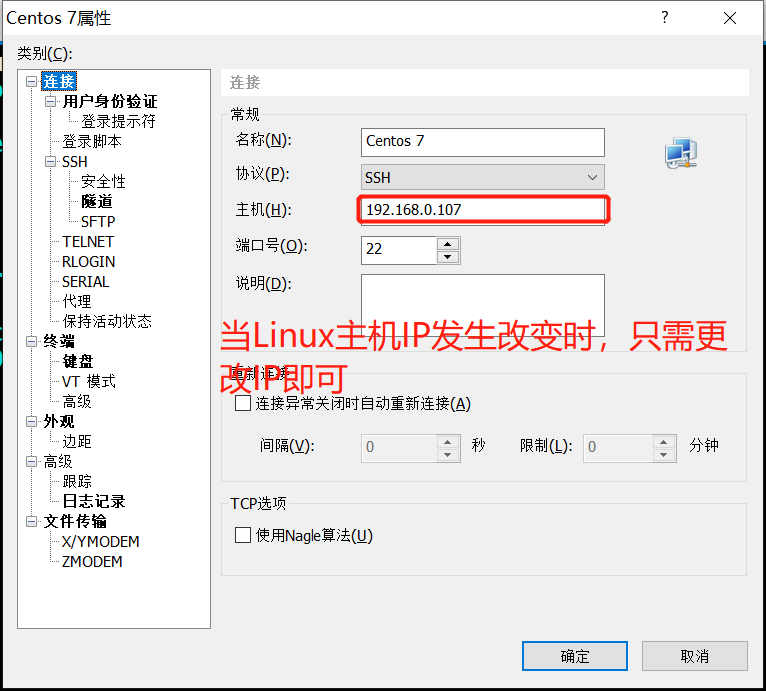 Centos 7属性
?
类别(C):
连接
用户身份验证
登录提示符
登录脚本
SSH
安全性
隧道
SFTP
TELNET
RLOGIN
SERIAL
代理
保持活动状态
终端
键盘
VT 模式
高级
外观
边距
高级
跟踪
日志记录
文件传输
X/YMODEM
ZMODEM
连接
常规
名称(N):
Centos 7
协议(P):
SSH
主机(H):
192.168.0.107
端口号(O):
22
说明(D):
当Linux主机IP发生改变时，只需更
改IP即可
重新连接
连接异常关闭时自动重新连接(A)
间隔(V):
0
秒
限制(L):
0
分钟
TCP选项
使用Nagle算法(U)
确定
取消